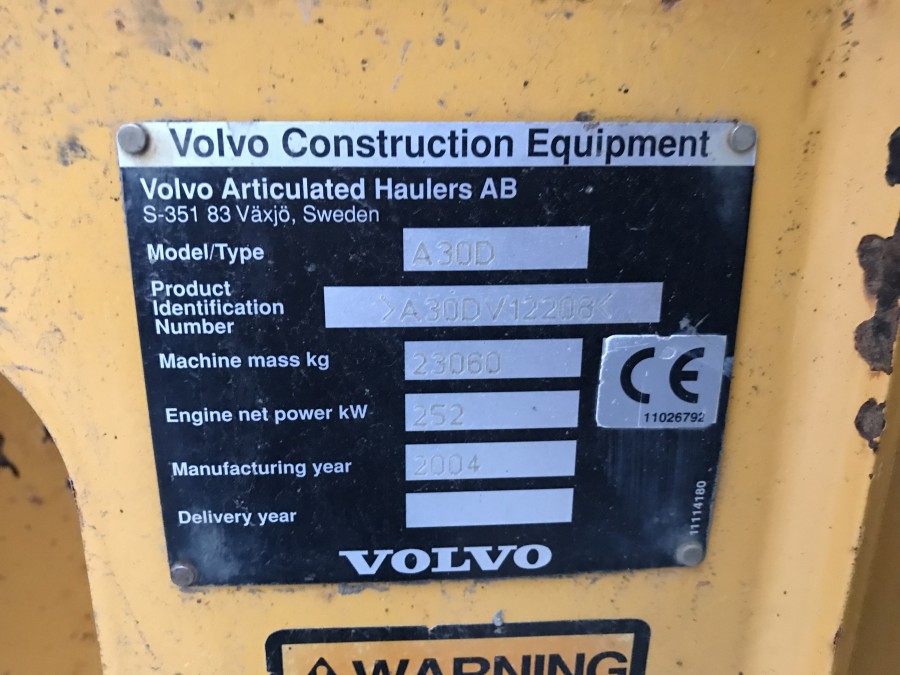 Volvo Construction Equipment
Volvo Articulated Haulers AB
S-351 83 Växjö, Sweden
Model/Type A30D
Product
Identification
Number >A30DV12208<
Machine mass kg 23060
CE
11026792
Engine net power kW 252
Manufacturing year 2004
Delivery year
11114180
VOLVO
WARNING